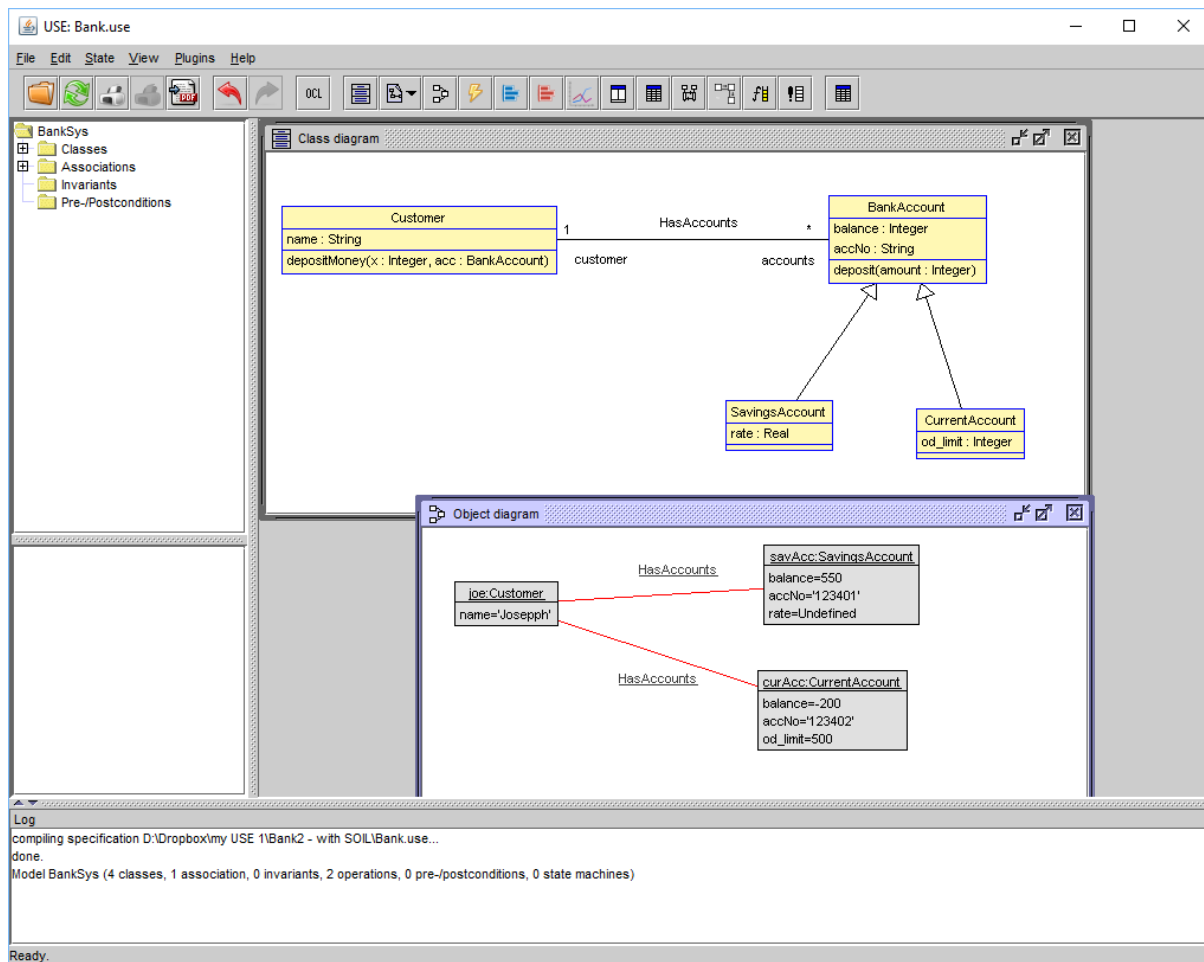 USE: Bank.use
File Edit State View Plugins Help
PDF
OCL
BankSys
Classes
Associations
Invariants
Pre-/Postconditions
Class diagram
Customer
name : String
depositMoney(x : Integer, acc : BankAccount)
1
HasAccounts
*
customer
accounts
BankAccount
balance : Integer
accNo : String
deposit(amount : Integer)
SavingsAccount
rate : Real
CurrentAccount
od_limit : Integer
Object diagram
joe:Customer
name='Josepph'
HasAccounts
HasAccounts
savAcc:SavingsAccount
balance=550
accNo='123401'
rate=Undefined
curAcc:CurrentAccount
balance=-200
accNo='123402'
od_limit=500
Log
compiling specification D:\Dropbox\my USE 1\Bank2 - with SOIL\Bank.use...
done.
Model BankSys (4 classes, 1 association, 0 invariants, 2 operations, 0 pre-/postconditions, 0 state machines)
Ready.